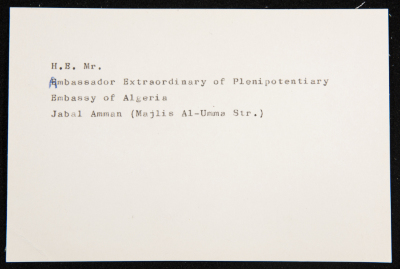 H.E. Mr.
Ambassador Extraordinary of Plenipotentiary
Embassy of Algeria
Jabal Amman (Majlis Al-Umma Str.)